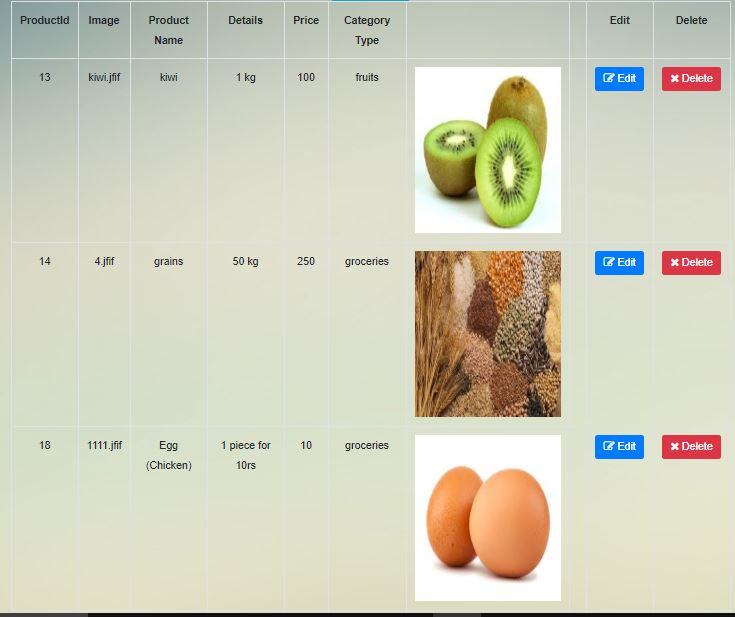 ProductId Image Product Details Price Category Edit Delete
Name Type
13 kiwi.jfif kiwi 1 kg 100 fruits Edit Delete
14 4.jfif grains 50 kg 250 groceries Edit Delete
18 1111.jfif Egg 1 piece for 10 groceries Edit Delete
(Chicken) 10rs